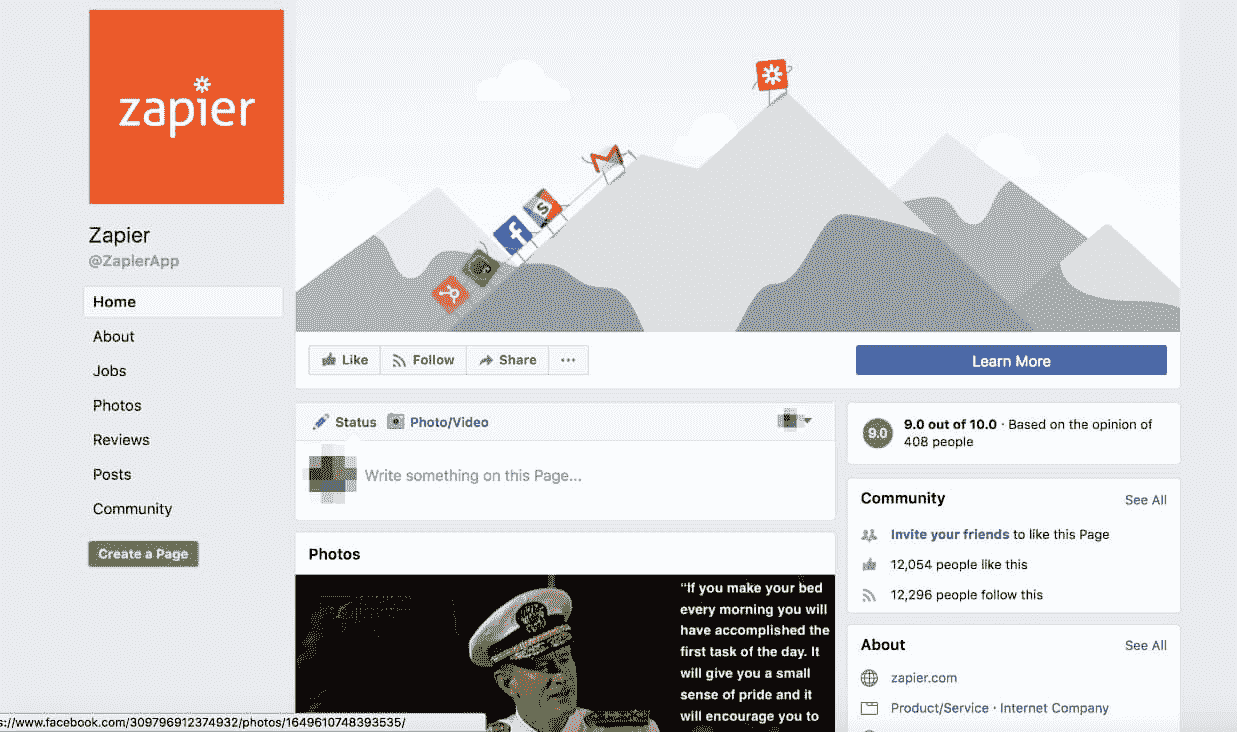 zapier
Zapier
@ZapierApp
Home
About
Jobs
Photos
Reviews
Posts
Community
Create a Page
Like
Follow
Share
Learn More
Status
Photo/Video
Write something on this Page...
Photos
“If you make your bed
every morning you will
have accomplished the
first task of the day. It
will give you a small
sense of pride and it
will encourage you to
9.0
9.0 out of 10.0 · Based on the opinion of
408 people
Community
See All
Invite your friends to like this Page
12,054 people like this
12,296 people follow this
About
See All
zapier.com
Product/Service · Internet Company
s://www.facebook.com/309796912374932/photos/1649610748393535/